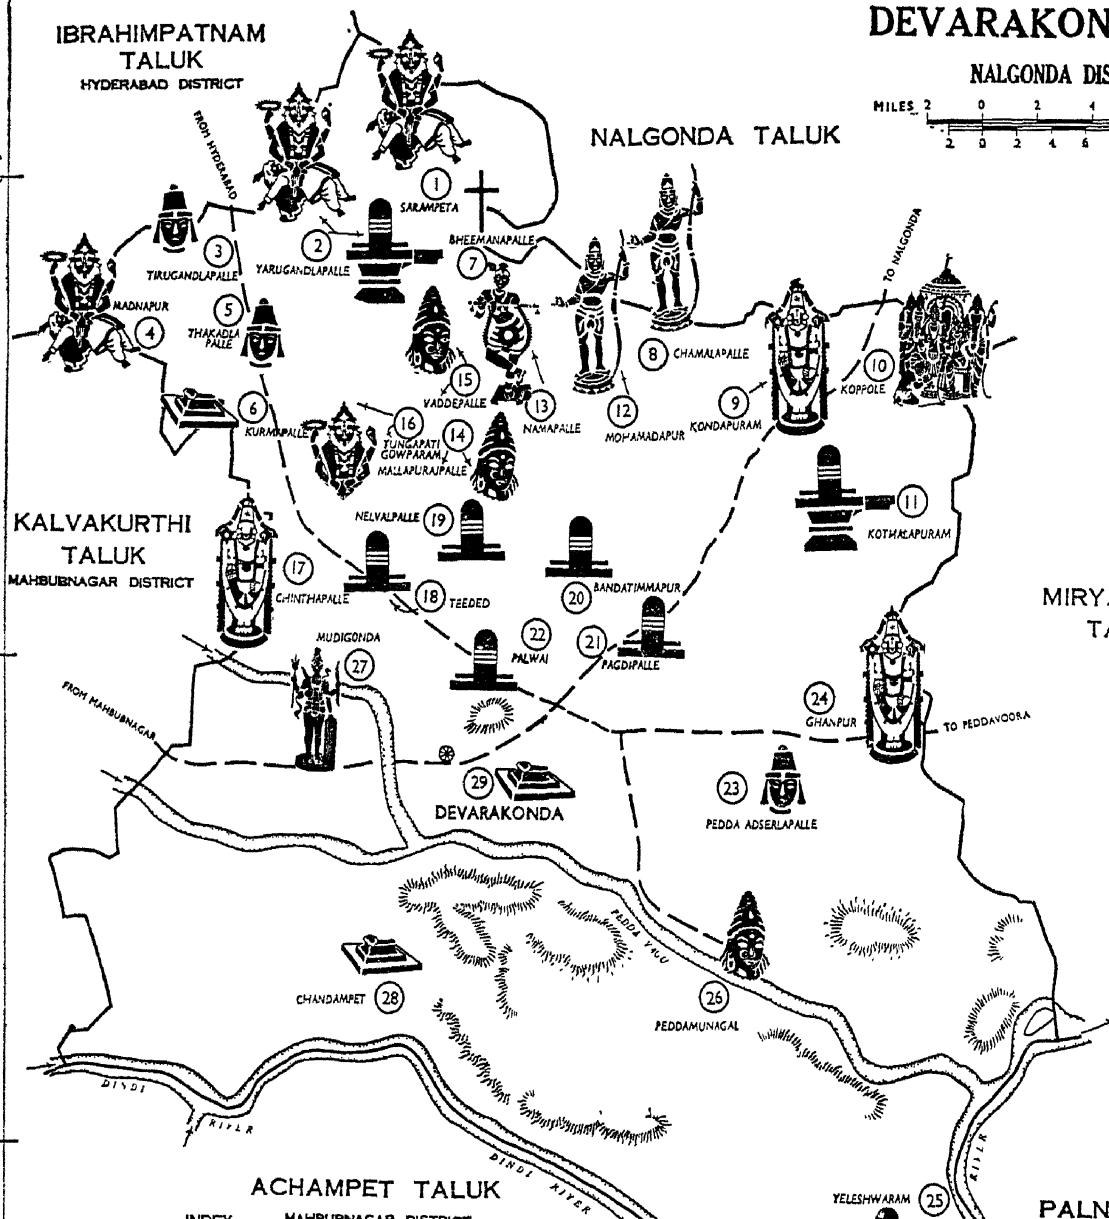 DEVARAKON
NALGONDA DIS
MILES 2 0 2 4
2 0 2 4 6
IBRAHIMPATNAM
TALUK
HYDERABAD DISTRICT
FROM HYDERABAD
NALGONDA TALUK
1
SARAMPETA
2
YARUGANDLAPALLE
3
TIRUGANDLAPALLE
MADNAPUR
4
5
THAKADLA
PALLE
6
KURMAPALLE
BHEEMANAPALLE
7
8
CHAMALAPALLE
TO NALGONDA
9
KONDAPURAM
10
KOPPOLE
11
KOTHALAPURAM
12
MOHAMADAPUR
13
NAMAPALLE
15
VADDEPALLE
16
TUNGAPATI
GOWPARAM
14
MALLAPURAJPALLE
KALVAKURTHI
TALUK
MAHBUBNAGAR DISTRICT
NELVALPALLE 19
17
CHINTHAPALLE
18
TEEDED
20
BANDATIMMAPUR
21
PAGDIPALLE
22
PALWAI
MIRY
TA
MUDIGONDA
27
FROM MAHBUBNAGAR
24
GHANPUR
TO PEDDAVOORA
29
DEVARAKONDA
23
PEDDA ADSERLAPALLE
PEDDA VAGU
CHANDAMPET 28
26
PEDDAMUNAGAL
DINDI
RIVER
DINDI
RIVER
RIVER
ACHAMPET TALUK
INDEX
MAHBUBNAGAR DISTRICT
YELESHWARAM 25
PALN